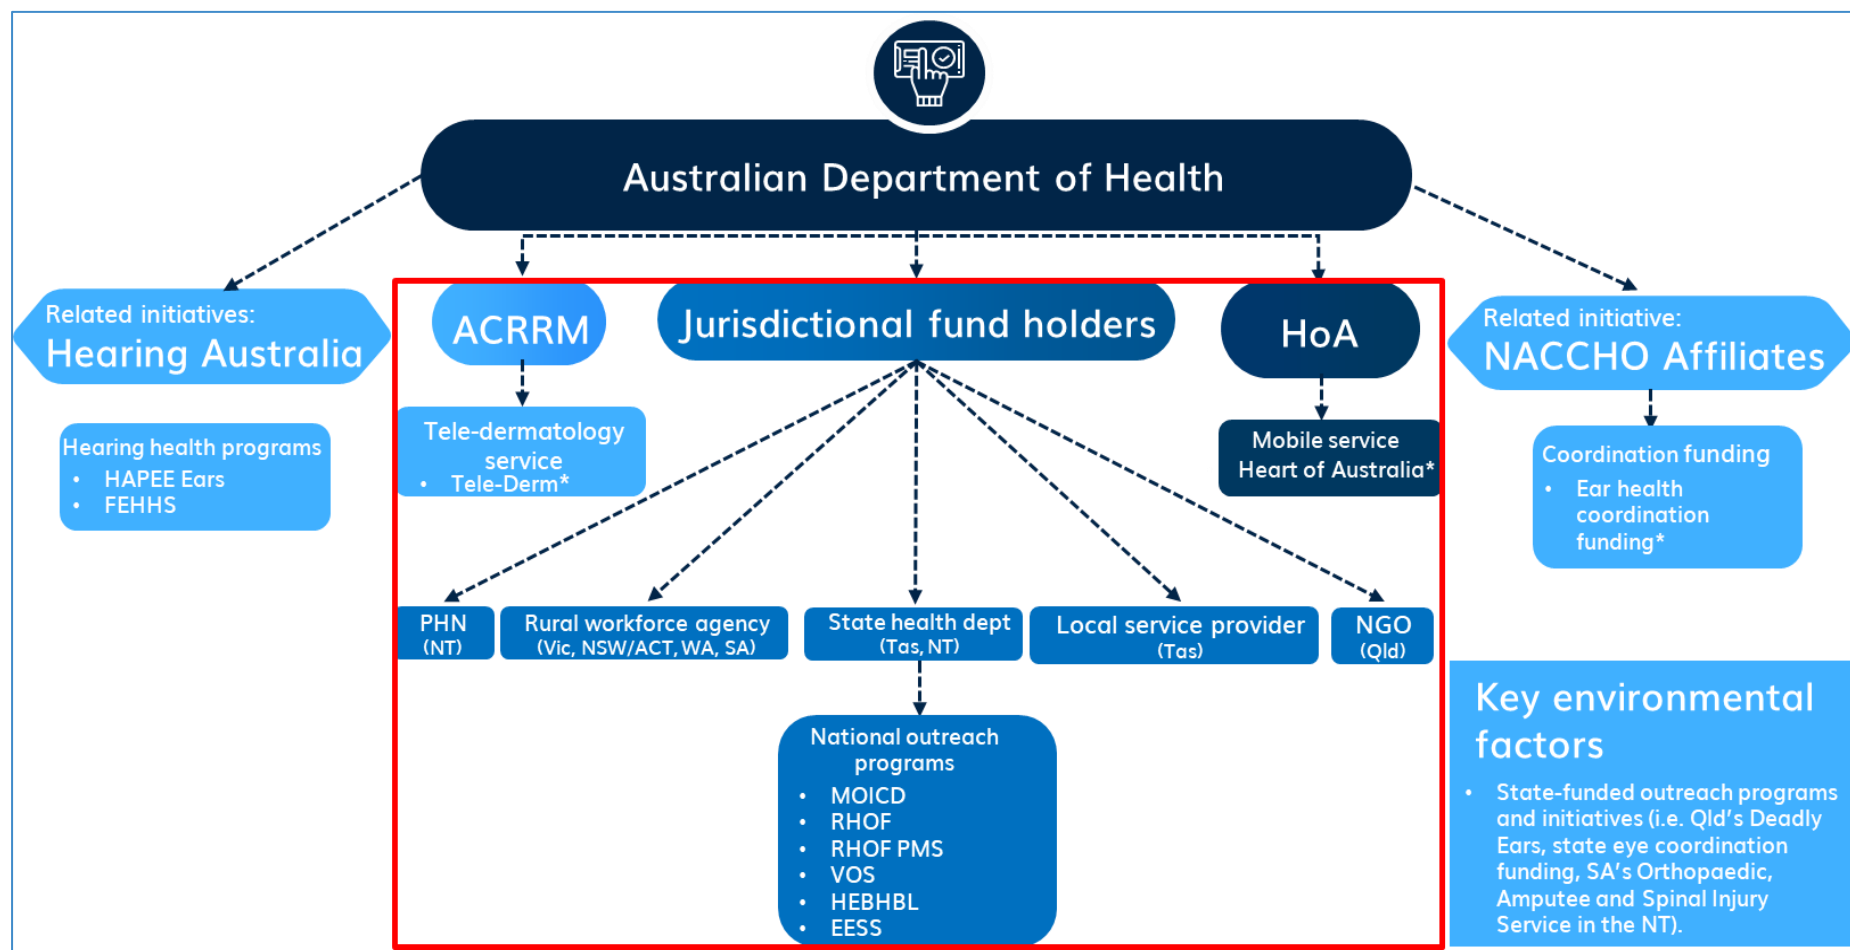 Australian Department of Health
Related initiatives:
Hearing Australia
ACRRM
Jurisdictional fund holders
HoA
Related initiative:
NACCHO Affiliates
Hearing health programs
• HAPEE Ears
• FEHHS
Tele-dermatology
service
• Tele-Derm*
Mobile service
Heart of Australia*
Coordination funding
• Ear health
coordination
funding*
PHN
(NT)
Rural workforce agency
(Vic, NSW/ACT, WA, SA)
State health dept
(Tas, NT)
Local service provider
(Tas)
NGO
(Qld)
National outreach
programs
• MOICD
• RHOF
• RHOF PMS
• VOS
• HEBHBL
• EESS
Key environmental
factors
• State-funded outreach programs
and initiatives (i.e. Qld's Deadly
Ears, state eye coordination
funding, SA's Orthopaedic,
Amputee and Spinal Injury
Service in the NT).